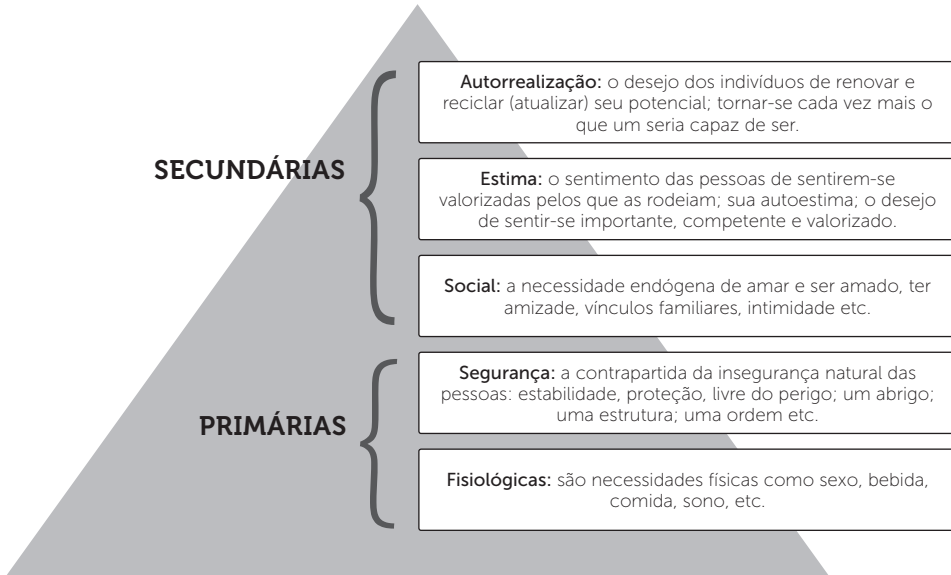 Autorrealização: o desejo dos indivíduos de renovar e
reciclar (atualizar) seu potencial; tornar-se cada vez mais o
que um seria capaz de ser.
SECUNDÁRIAS
Estima: o sentimento das pessoas de sentirem-se
valorizadas pelos que as rodeiam; sua autoestima; o desejo
de sentir-se importante, competente e valorizado.
Social: a necessidade endógena de amar e ser amado, ter
amizade, vínculos familiares, intimidade etc.
Segurança: a contrapartida da insegurança natural das
pessoas: estabilidade, proteção, livre do perigo; um abrigo;
uma estrutura; uma ordem etc.
PRIMÁRIAS
Fisiológicas: são necessidades físicas como sexo, bebida,
comida, sono, etc.